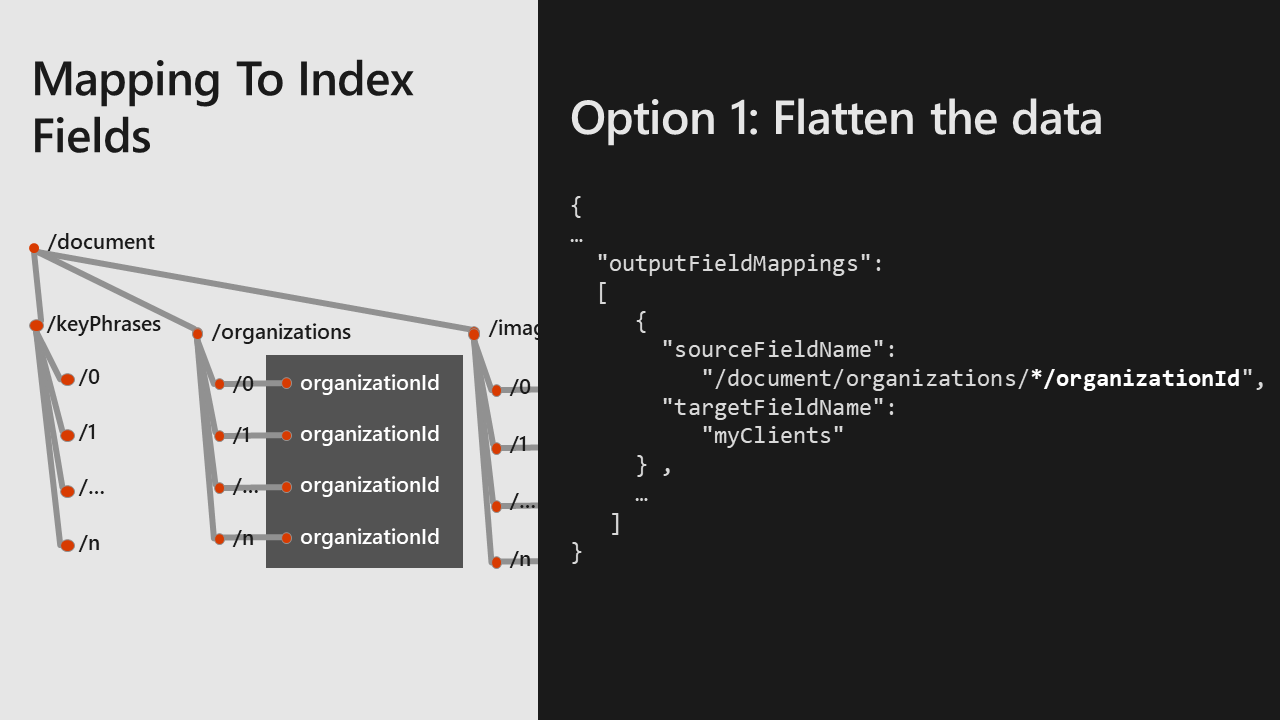 Mapping To Index
Fields
/document
/keyPhrases
/0
/1
/...
/n
/organizations
/0 organizationId
/1 organizationId
/... organizationId
/n organizationId
/0
/1
/...
/n
Option 1: Flatten the data
{
…
"outputFieldMappings":
[
{
"sourceFieldName":
"/document/organizations/*/organizationId",
"targetFieldName":
"myClients"
} ,
…
]
}